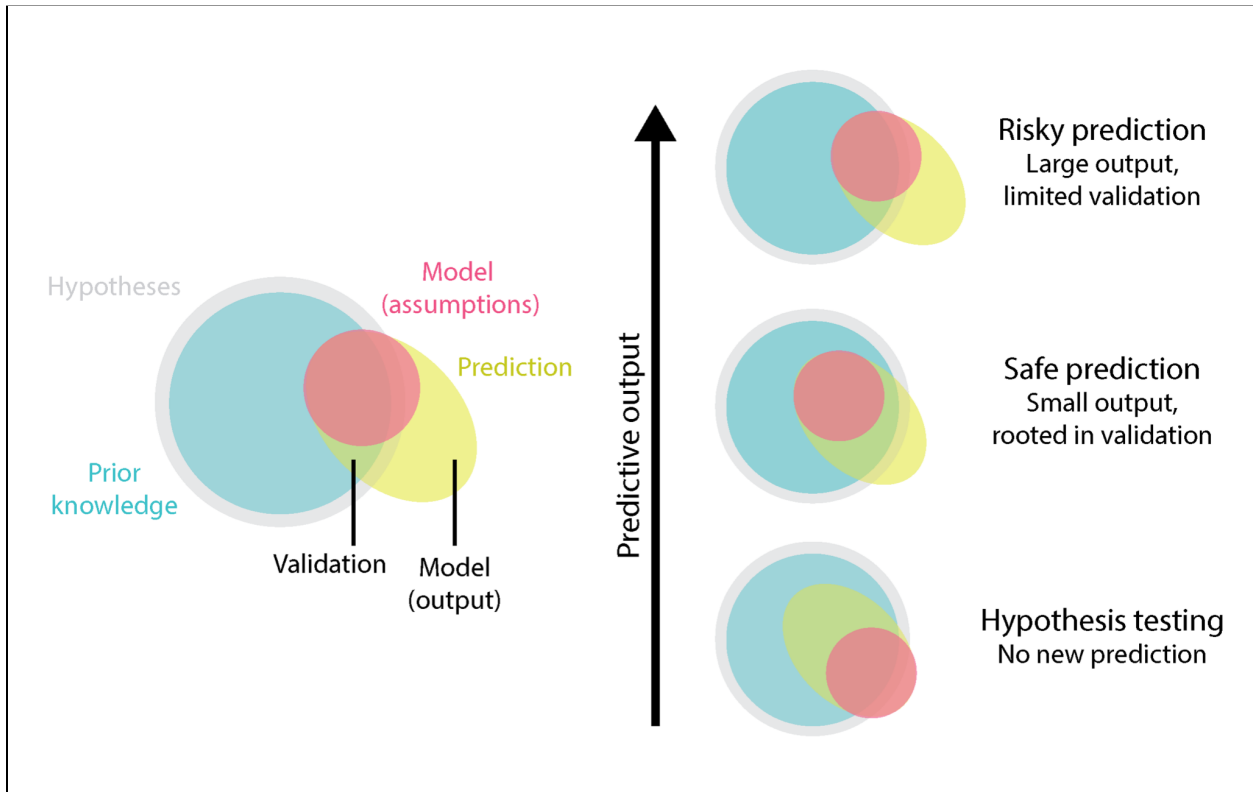 Hypotheses
Model
(assumptions)
Prediction
Prior
knowledge
Validation
Model
(output)
Predictive output
Risky prediction
Large output,
limited validation
Safe prediction
Small output,
rooted in validation
Hypothesis testing
No new prediction